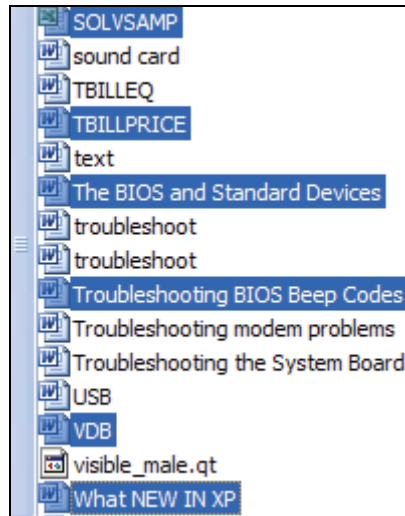 SOLVSAMP
sound card
TBILLEQ
TBILLPRICE
text
The BIOS and Standard Devices
troubleshoot
troubleshoot
Troubleshooting BIOS Beep Codes
Troubleshooting modem problems
Troubleshooting the System Board
USB
VDB
visible_male.qt
What NEW IN XP